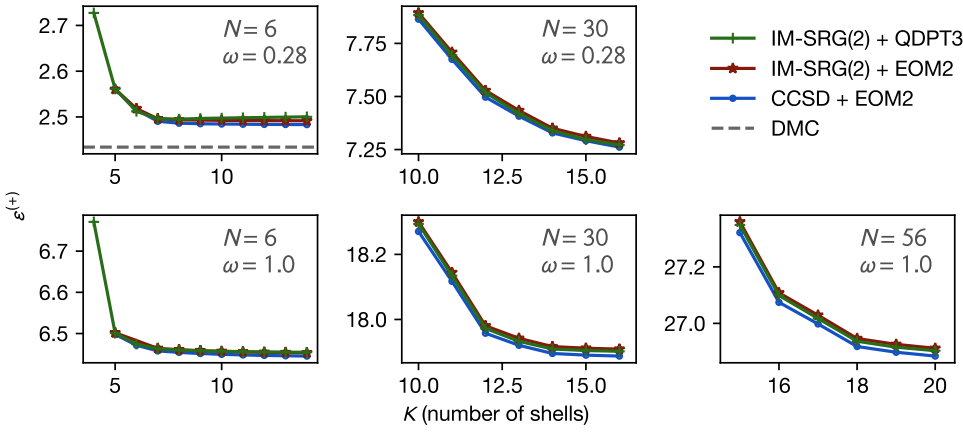 2.7
2.6
2.5
5
10
N = 6
ω = 0.28
7.75
7.50
7.25
10.0
12.5
15.0
N = 30
ω = 0.28
IM-SRG(2) + QDPT3
IM-SRG(2) + EOM2
CCSD + EOM2
DMC
ε(+)
6.7
6.6
6.5
5
10
N = 6
ω = 1.0
18.2
18.0
10.0
12.5
15.0
N = 30
ω = 1.0
27.2
27.0
16
18
20
N = 56
ω = 1.0
K (number of shells)